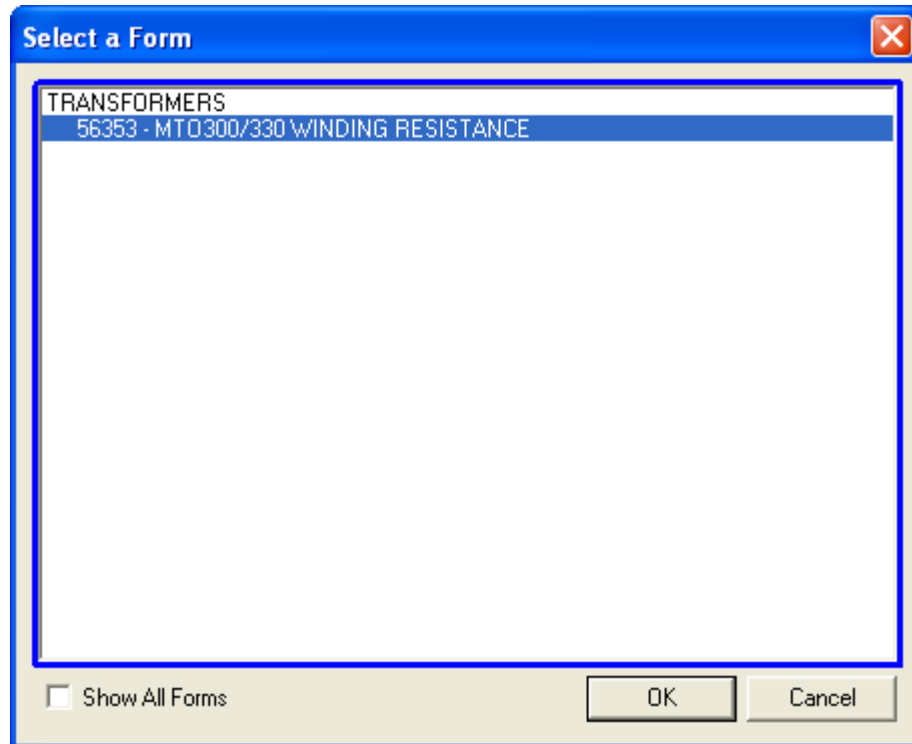 Select a Form
TRANSFORMERS
56353 - MTO300/330 WINDING RESISTANCE
Show All Forms
OK
Cancel